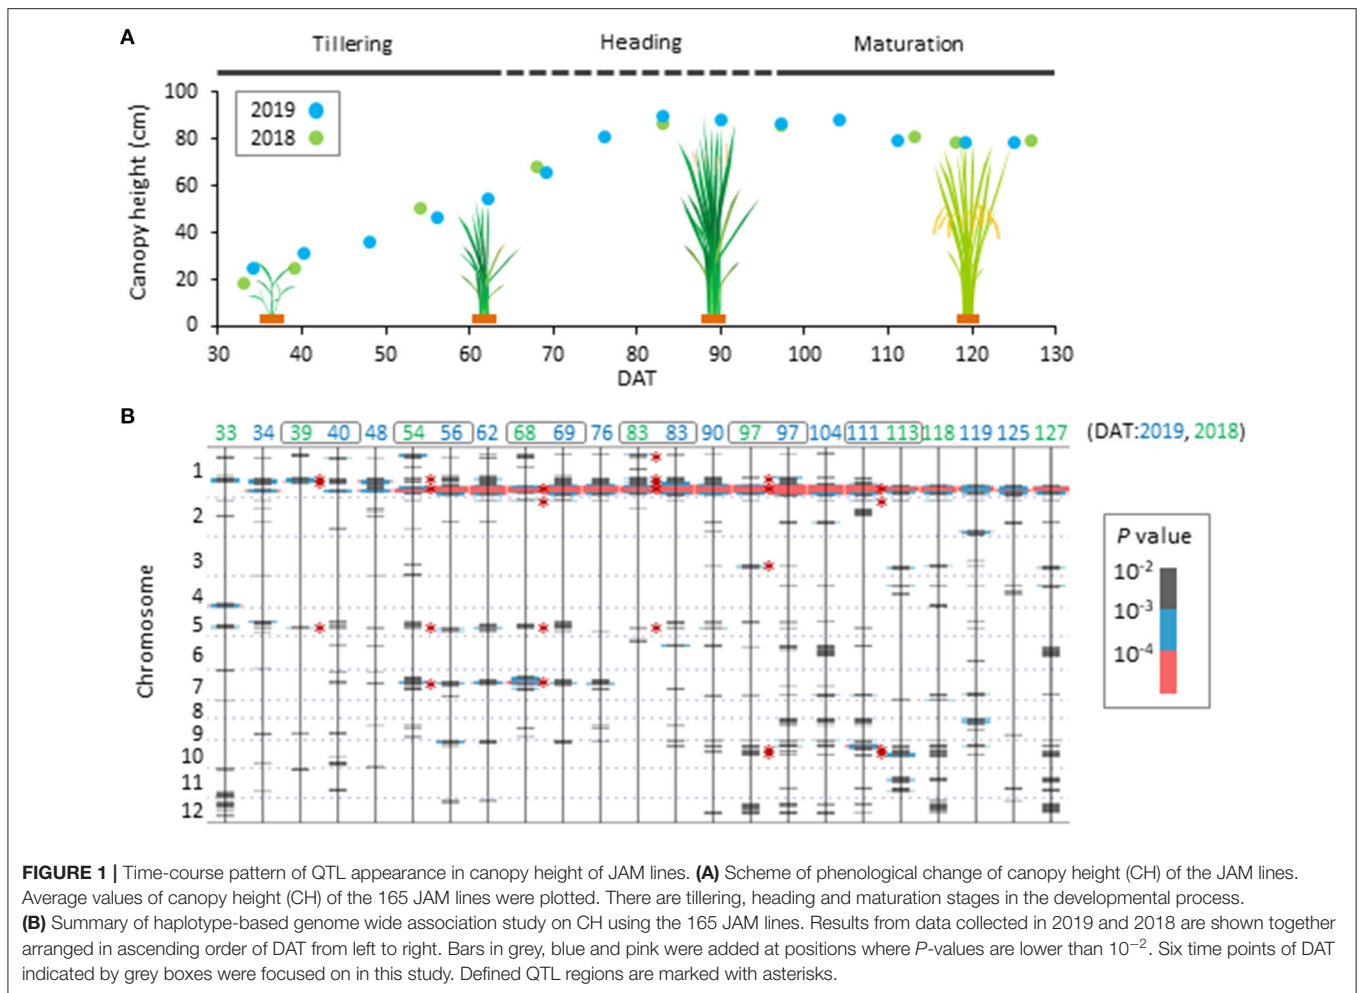 A
Tillering Heading Maturation
Canopy height (cm)
100
80
60
40
20
0
2019
2018
30 40 50 60 70 80 90 100 110 120 130
DAT
B
33 34 39 40 48 54 56 62 68 69 76 83 83 90 97 97 104 111 113 118 119 125 127 (DAT:2019, 2018)
Chromosome
1
2
3
4
5
6
7
8
9
10
11
12
P value
10⁻²
10⁻³
10⁻⁴
FIGURE 1 | Time-course pattern of QTL appearance in canopy height of JAM lines. (A) Scheme of phenological change of canopy height (CH) of the JAM lines.
Average values of canopy height (CH) of the 165 JAM lines were plotted. There are tillering, heading and maturation stages in the developmental process.
(B) Summary of haplotype-based genome wide association study on CH using the 165 JAM lines. Results from data collected in 2019 and 2018 are shown together
arranged in ascending order of DAT from left to right. Bars in grey, blue and pink were added at positions where P-values are lower than 10⁻². Six time points of DAT
indicated by grey boxes were focused on in this study. Defined QTL regions are marked with asterisks.